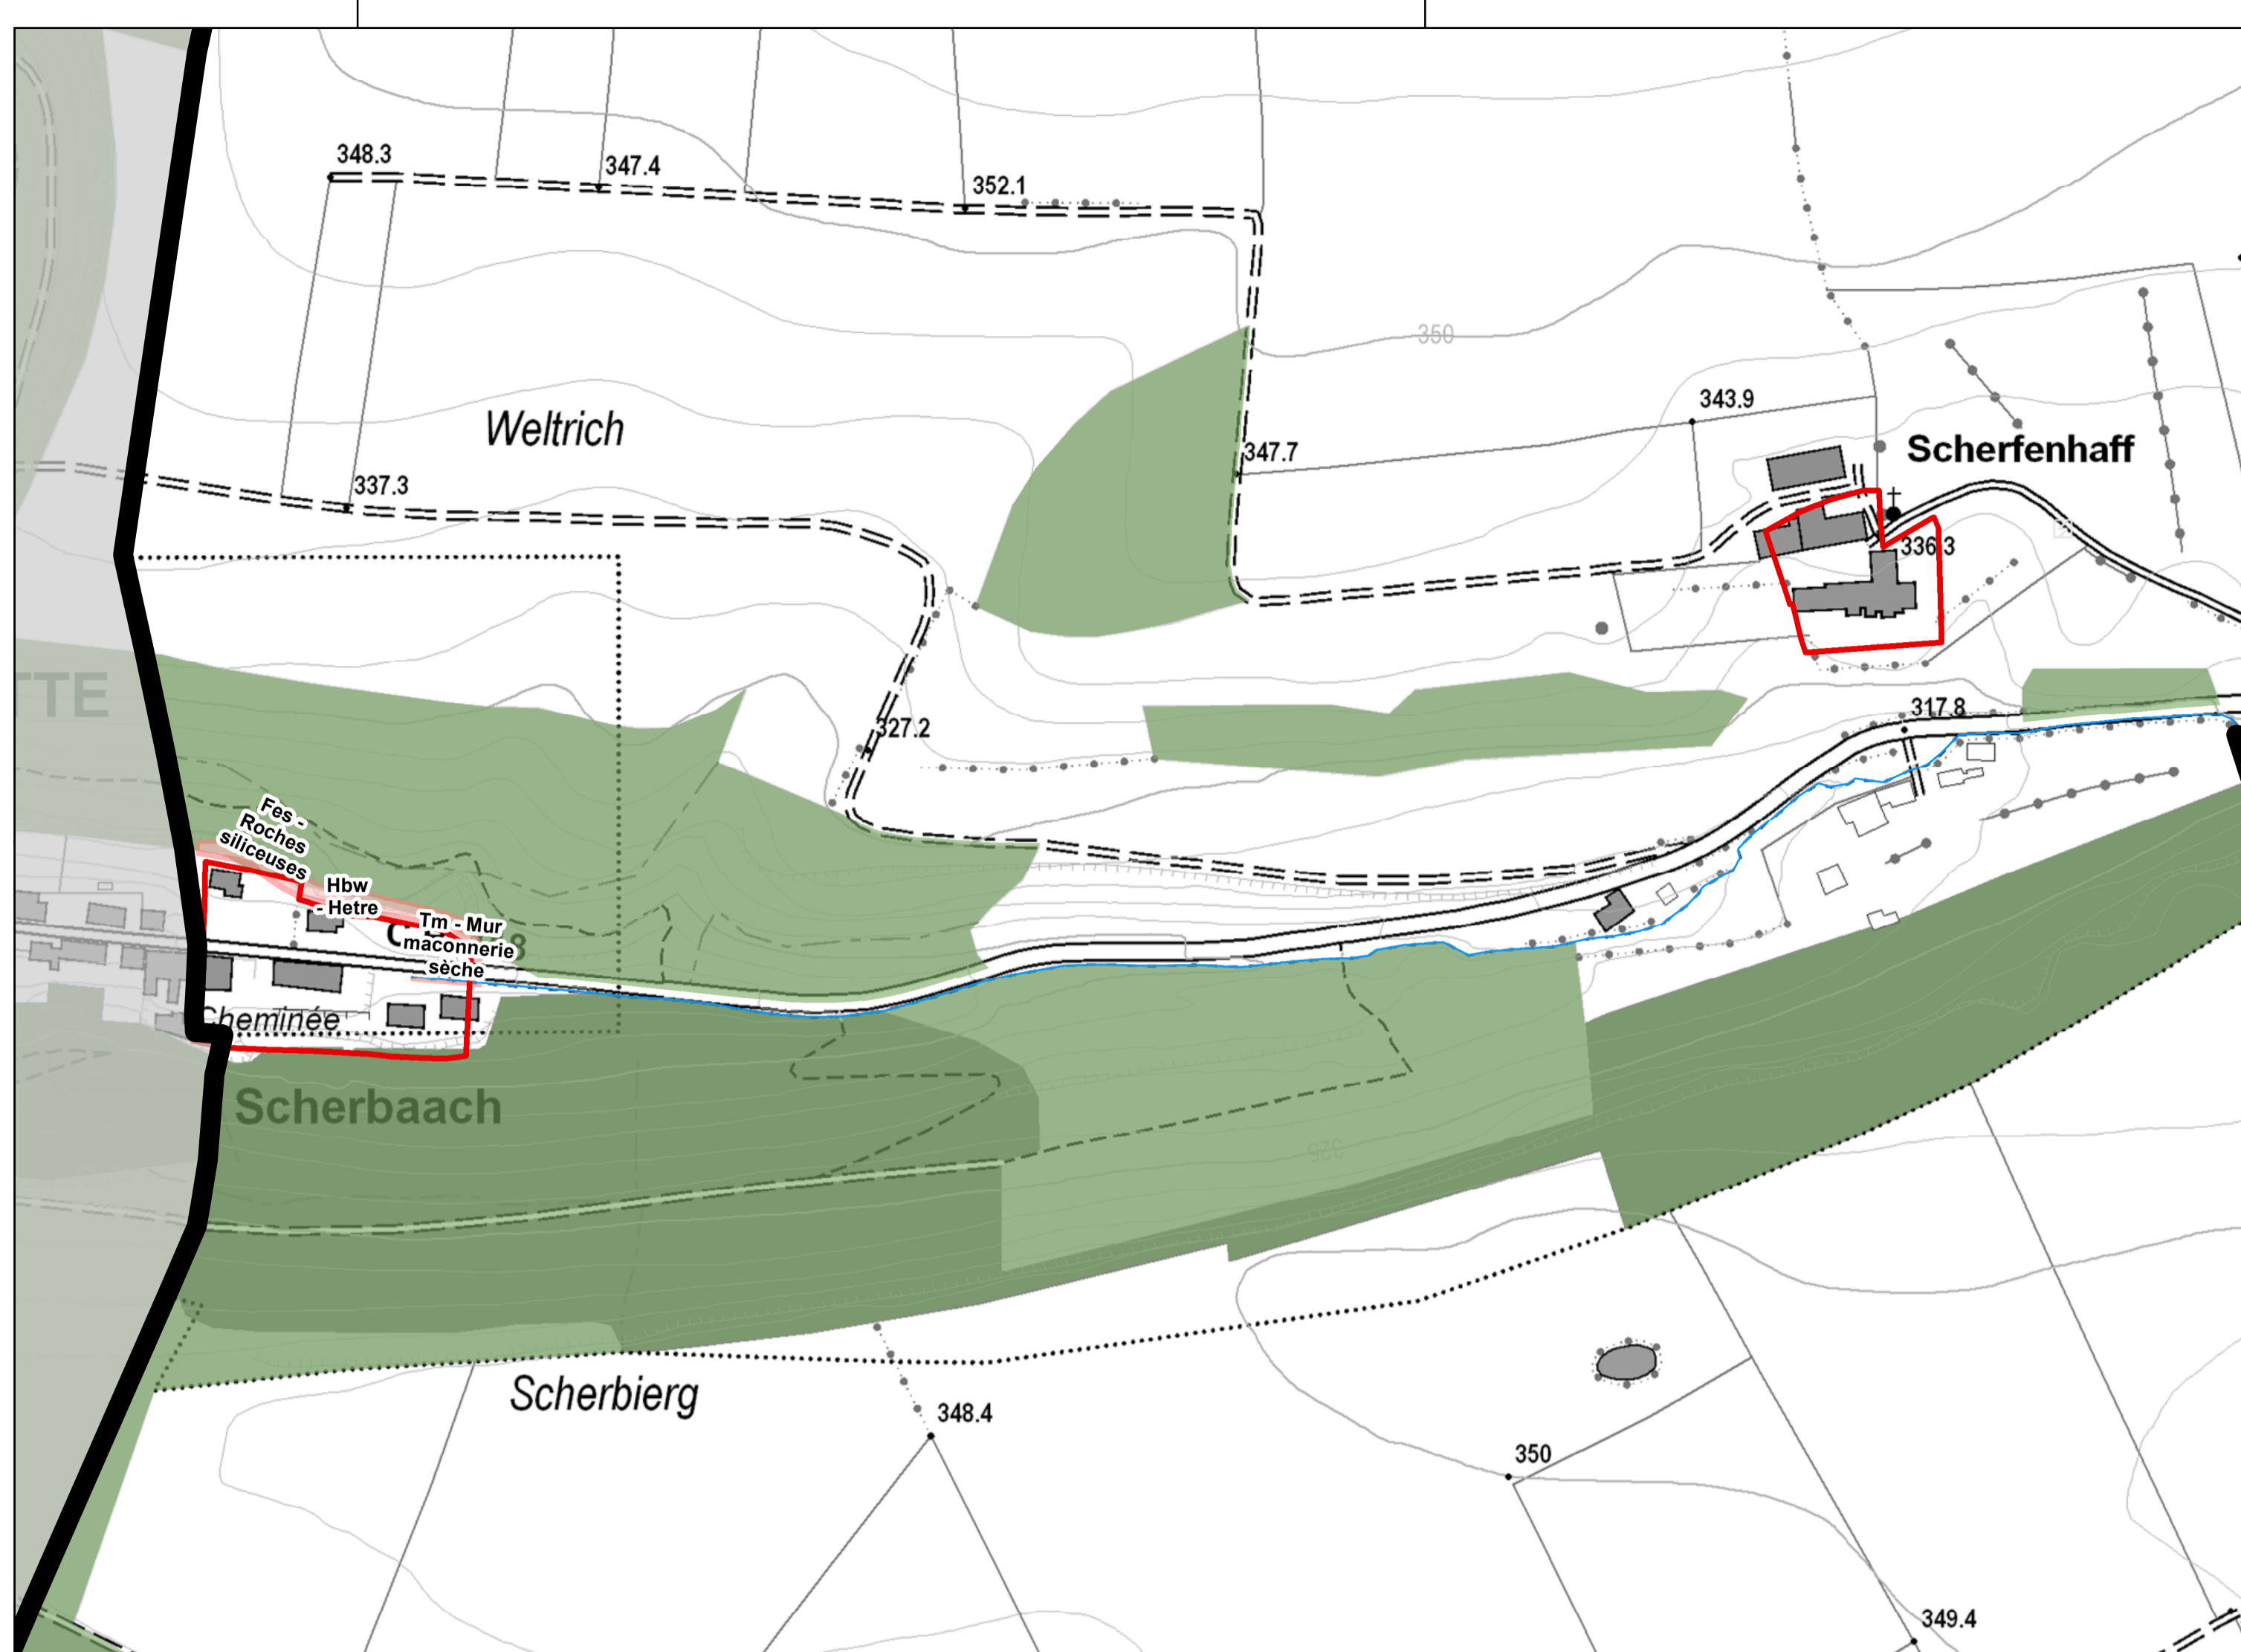 348.3
347.4
352.1
350
343.9
Weltrich
347.7
Scherfenhaff
337.3
336.3
TTE
317.8
327.2
Fes -
Roches
siliceuses
Hbw
- Hetre
Tm - Mur
maconnerie
sèche
Cheminée
Scherbaach
325
Scherbierg
348.4
350
349.4